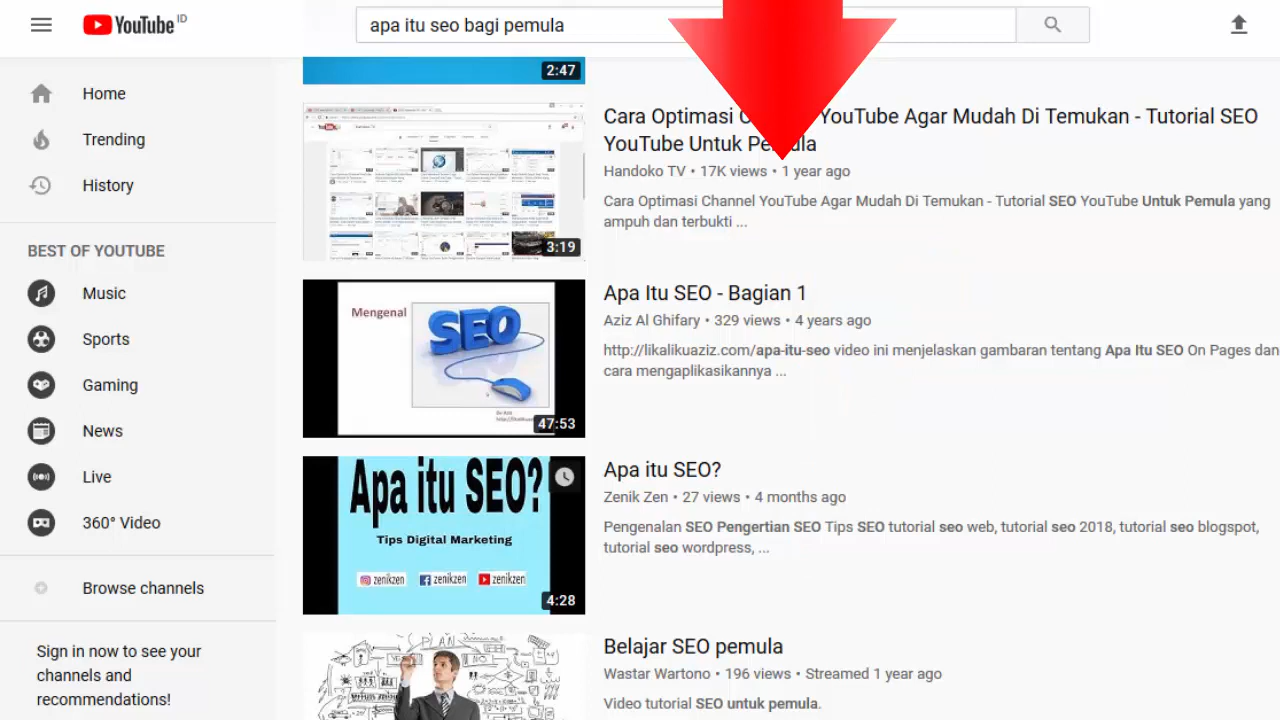 YouTube ID
apa itu seo bagi pemula
Home
Trending
History
BEST OF YOUTUBE
Music
Sports
Gaming
News
Live
360° Video
Browse channels
Sign in now to see your
channels and
recommendations!
2:47
3:19
Cara Optimasi YouTube Agar Mudah Di Temukan - Tutorial SEO
YouTube Untuk Pemula
Handoko TV • 17K views • 1 year ago
Cara Optimasi Channel YouTube Agar Mudah Di Temukan - Tutorial SEO YouTube Untuk Pemula yang
ampuh dan terbukti ...
Mengenal
SEO
47:53
Apa Itu SEO - Bagian 1
Aziz Al Ghifary • 329 views • 4 years ago
http://likalikuaziz.com/apa-itu-seo video ini menjelaskan gambaran tentang Apa Itu SEO On Pages dan
cara mengaplikasikannya ...
Apa itu SEO?
Tips Digital Marketing
zenikzen zenikzen zenikzen
4:28
Apa itu SEO?
Zenik Zen • 27 views • 4 months ago
Pengenalan SEO Pengertian SEO Tips SEO tutorial seo web, tutorial seo 2018, tutorial seo blogspot,
tutorial seo wordpress, ...
PLAN
NO
Belajar SEO pemula
Wastar Wartono • 196 views • Streamed 1 year ago
Video tutorial SEO untuk pemula.